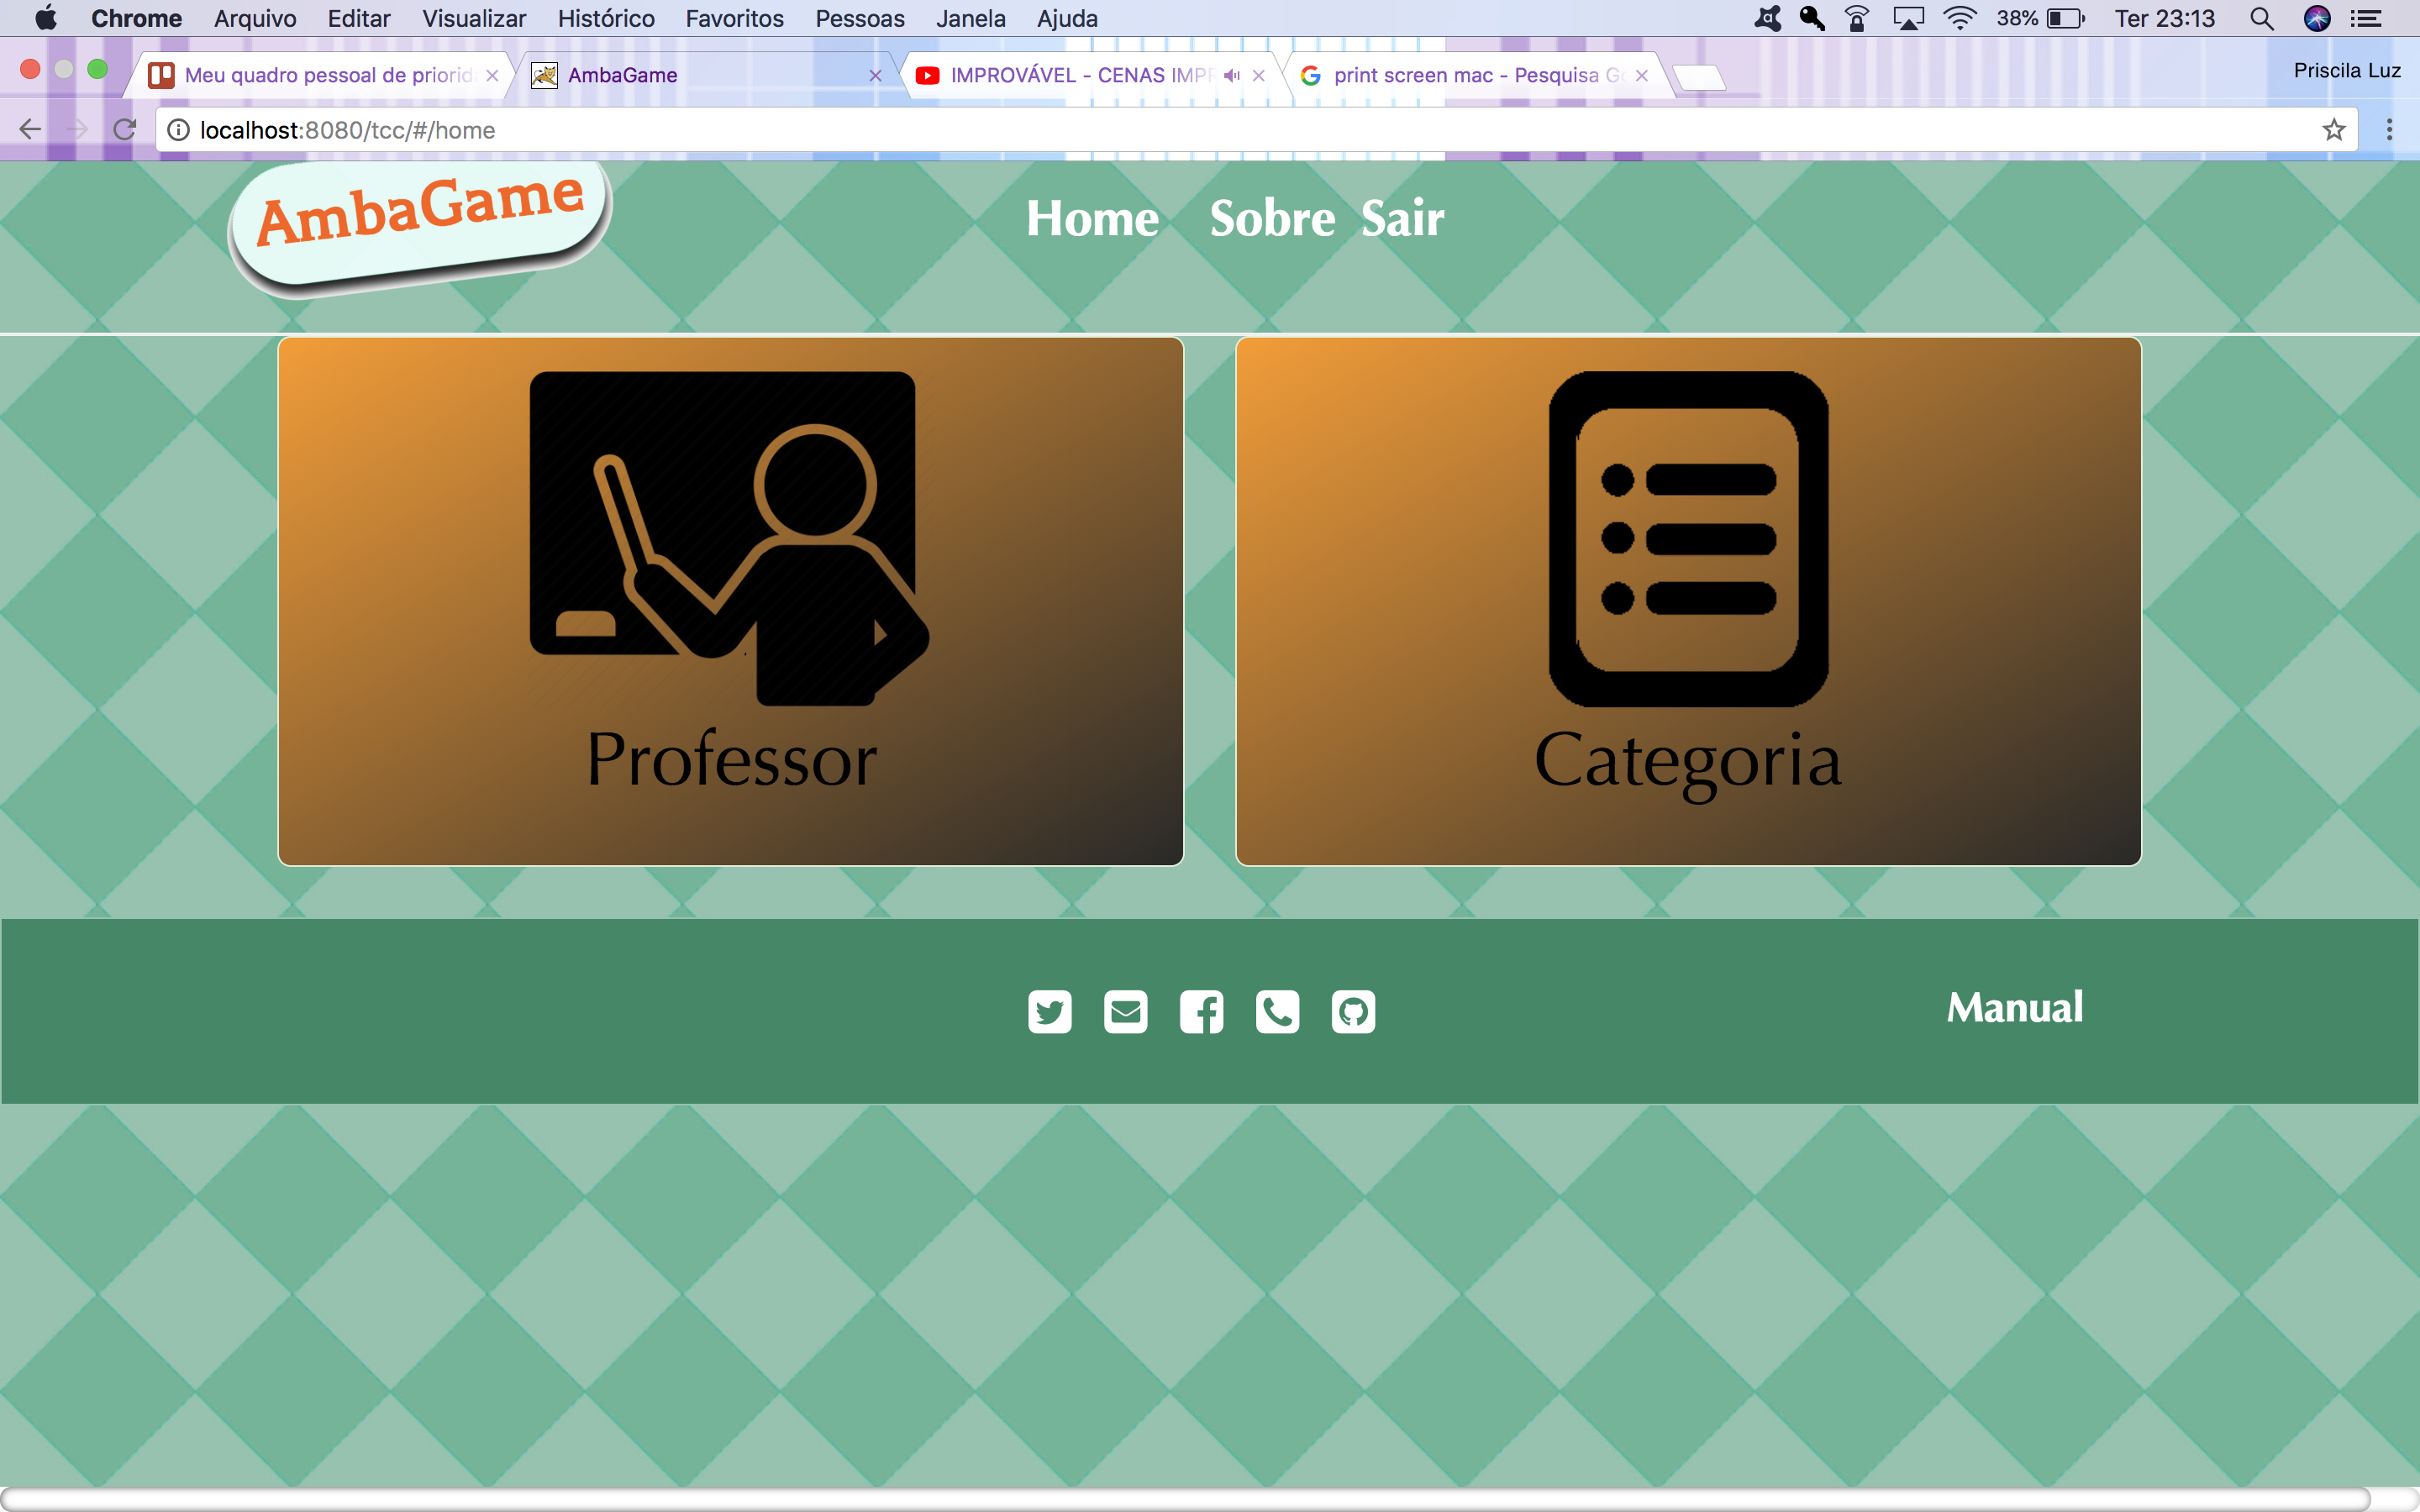 Chrome Arquivo Editar Visualizar Histórico Favoritos Pessoas Janela Ajuda 38% Ter 23:13
Meu quadro pessoal de priorid AmbaGame IMPROVÁVEL - CENAS IMPR print screen mac - Pesquisa Go Priscila Luz
localhost:8080/tcc/#/home
AmbaGame
Home Sobre Sair
Professor
Categoria
Manual